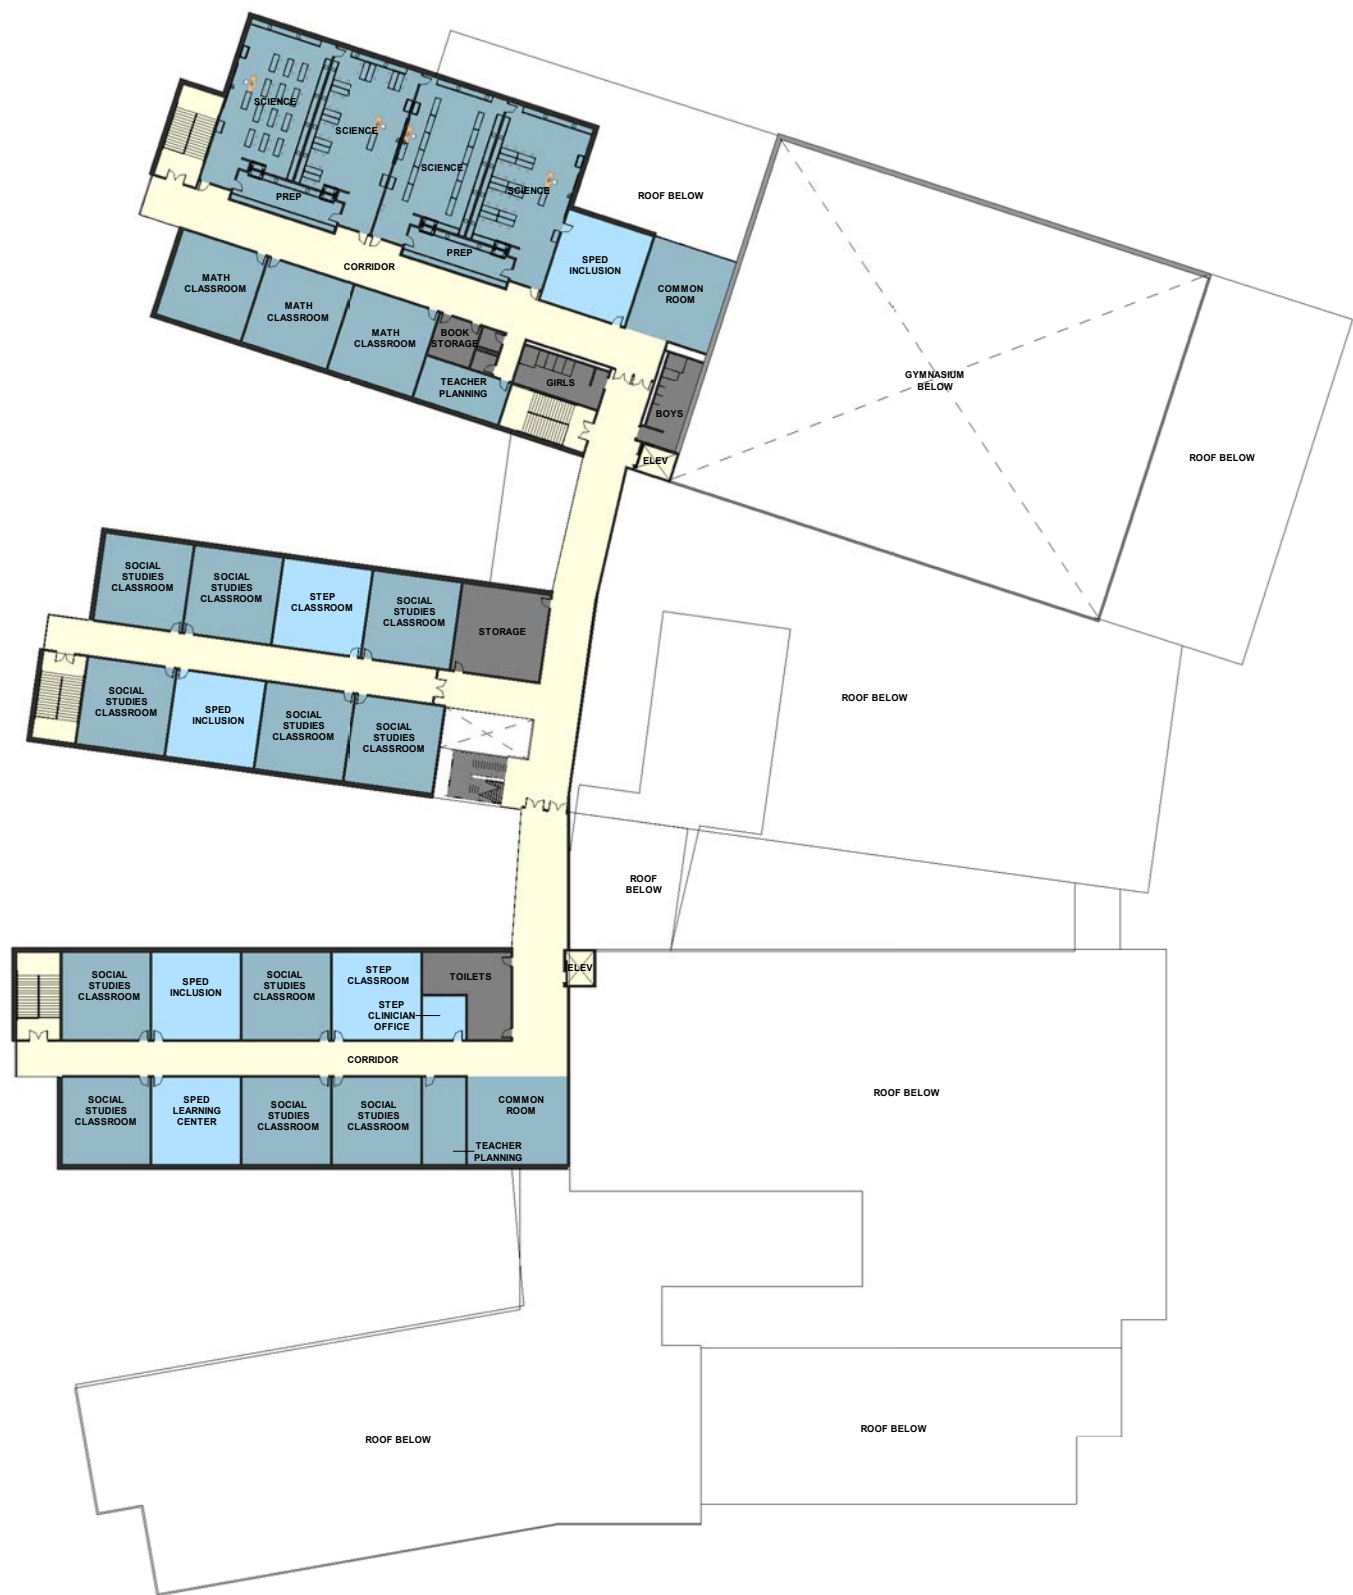 SCIENCE
SCIENCE
SCIENCE
SCIENCE
PREP
PREP
ROOF BELOW
CORRIDOR
SPED
INCLUSION
COMMON
ROOM
MATH
CLASSROOM
MATH
CLASSROOM
MATH
CLASSROOM
BOOK
STORAGE
TEACHER
PLANNING
GIRLS
BOYS
ELEV
GYMNASIUM
BELOW
ROOF BELOW
SOCIAL
STUDIES
CLASSROOM
SOCIAL
STUDIES
CLASSROOM
STEP
CLASSROOM
SOCIAL
STUDIES
CLASSROOM
STORAGE
SOCIAL
STUDIES
CLASSROOM
SPED
INCLUSION
SOCIAL
STUDIES
CLASSROOM
SOCIAL
STUDIES
CLASSROOM
ROOF BELOW
ROOF
BELOW
SOCIAL
STUDIES
CLASSROOM
SPED
INCLUSION
SOCIAL
STUDIES
CLASSROOM
STEP
CLASSROOM
STEP
CLINICIAN
OFFICE
TOILETS
ELEV
CORRIDOR
SOCIAL
STUDIES
CLASSROOM
SPED
LEARNING
CENTER
SOCIAL
STUDIES
CLASSROOM
SOCIAL
STUDIES
CLASSROOM
COMMON
ROOM
TEACHER
PLANNING
ROOF BELOW
ROOF BELOW
ROOF BELOW